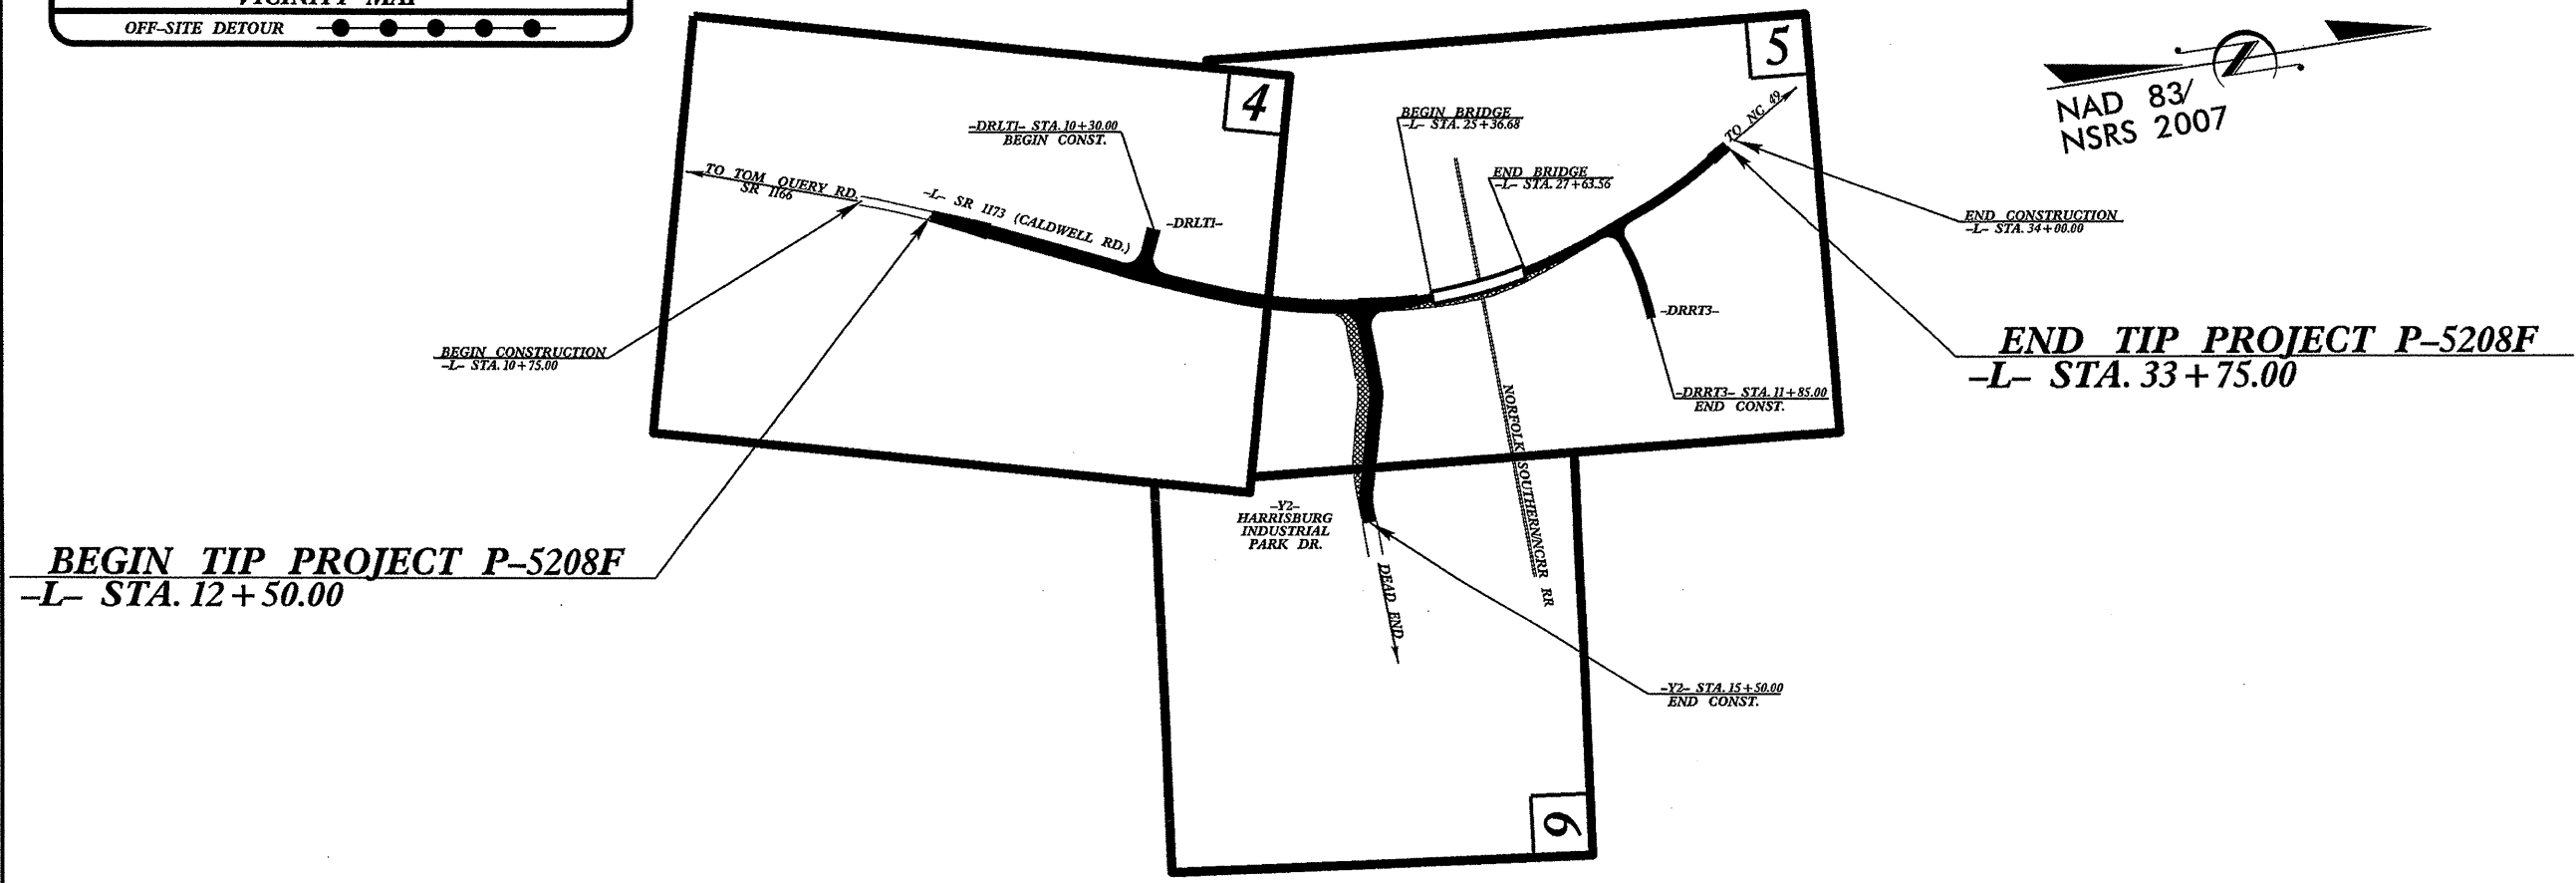 VICINITY MAP
OFF-SITE DETOUR
4
5
NAD 83/
NSRS 2007
-DRLT1- STA. 10+30.00
BEGIN CONST.
BEGIN BRIDGE
-L- STA. 25+36.68
TO NC 49
END BRIDGE
-L- STA. 27+63.56
TO TOM QUERY RD.
SR 1166
-L- SR 1173 (CALDWELL RD.)
-DRLT1-
END CONSTRUCTION
-L- STA. 34+00.00
-DRRT3-
BEGIN CONSTRUCTION
-L- STA. 10+75.00
END TIP PROJECT P-5208F
-L- STA. 33+75.00
-DRRT3- STA. 11+85.00
END CONST.
NORFOLK SOUTHERN/NCRR RR
-Y2-
HARRISBURG
INDUSTRIAL
PARK DR.
BEGIN TIP PROJECT P-5208F
-L- STA. 12+50.00
DEAD END
-Y2- STA. 15+50.00
END CONST.
6